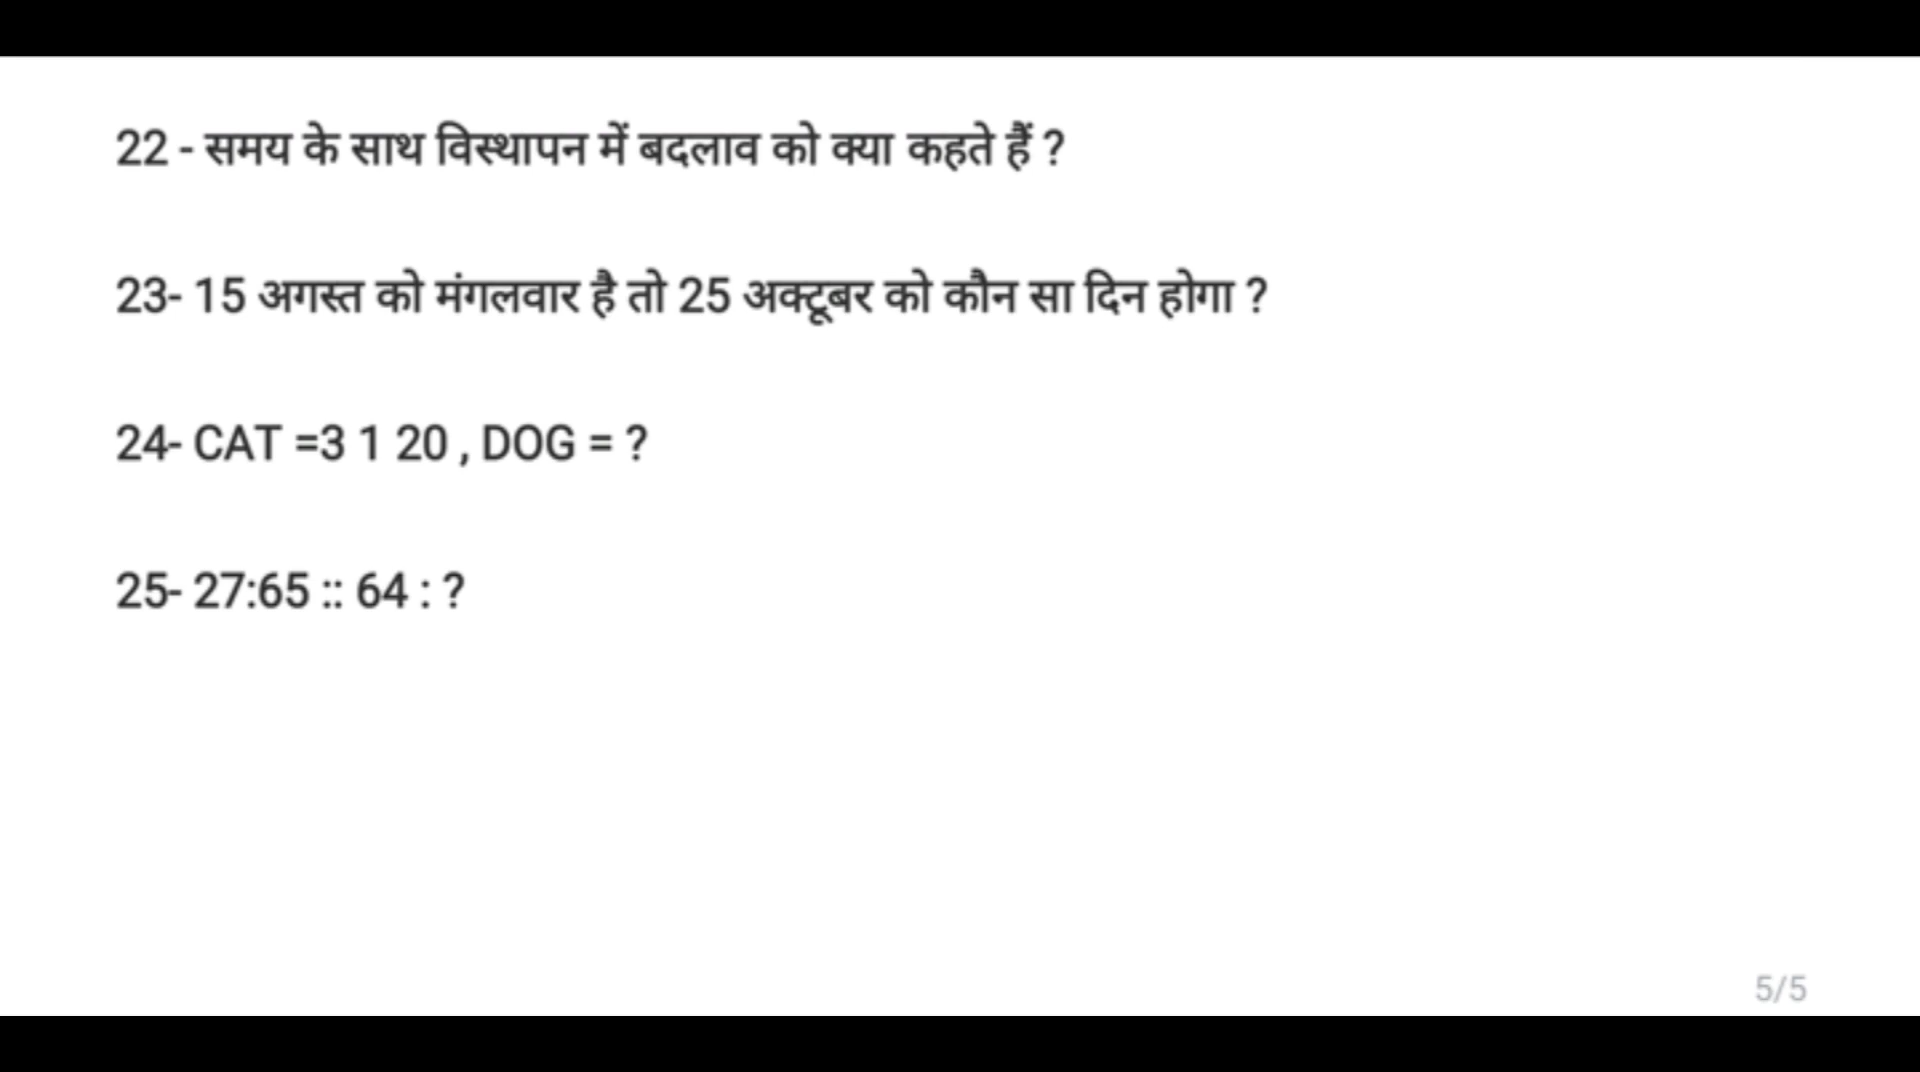 22 - समय के साथ विस्थापन में बदलाव को क्या कहते हैं ?
23- 15 अगस्त को मंगलवार है तो 25 अक्टूबर को कौन सा दिन होगा ?
24- CAT =3 1 20 , DOG = ?
25- 27:65 :: 64 : ?
5/5